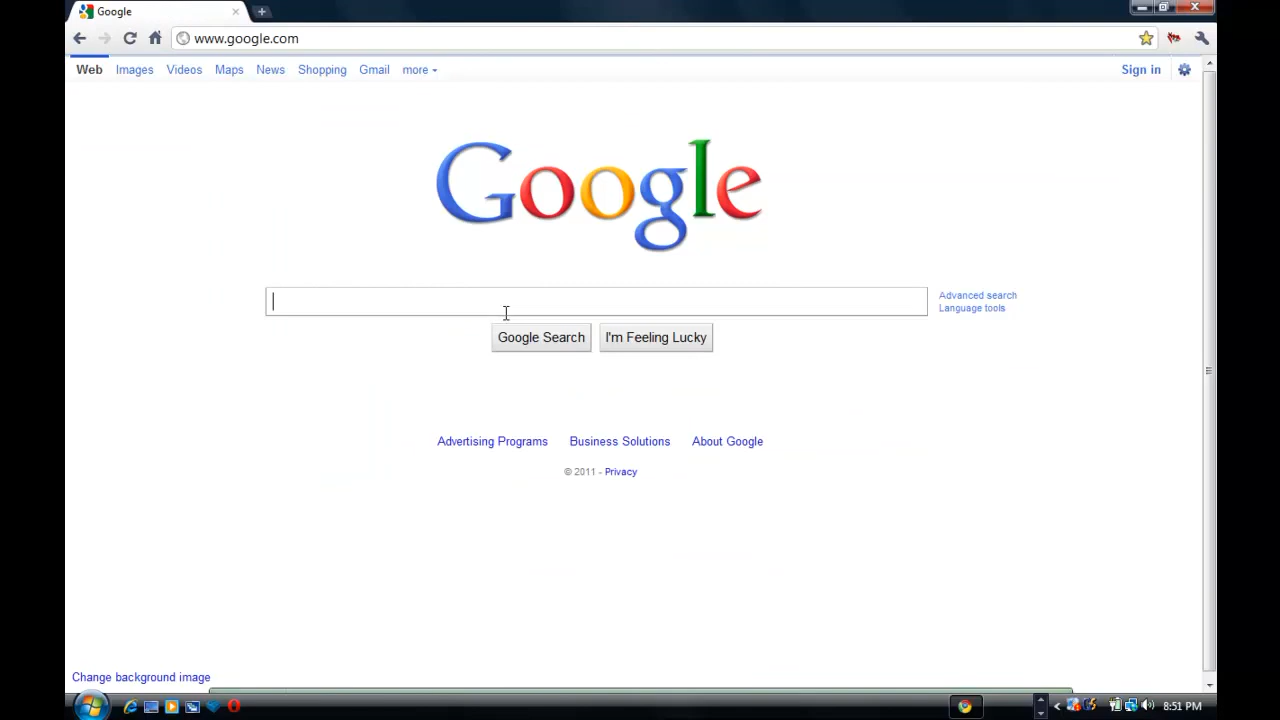 Google
www.google.com
Web Images Videos Maps News Shopping Gmail more Sign in
Google
Advanced search
Language tools
Google Search I'm Feeling Lucky
Advertising Programs Business Solutions About Google
© 2011 - Privacy
Change background image
8:51 PM